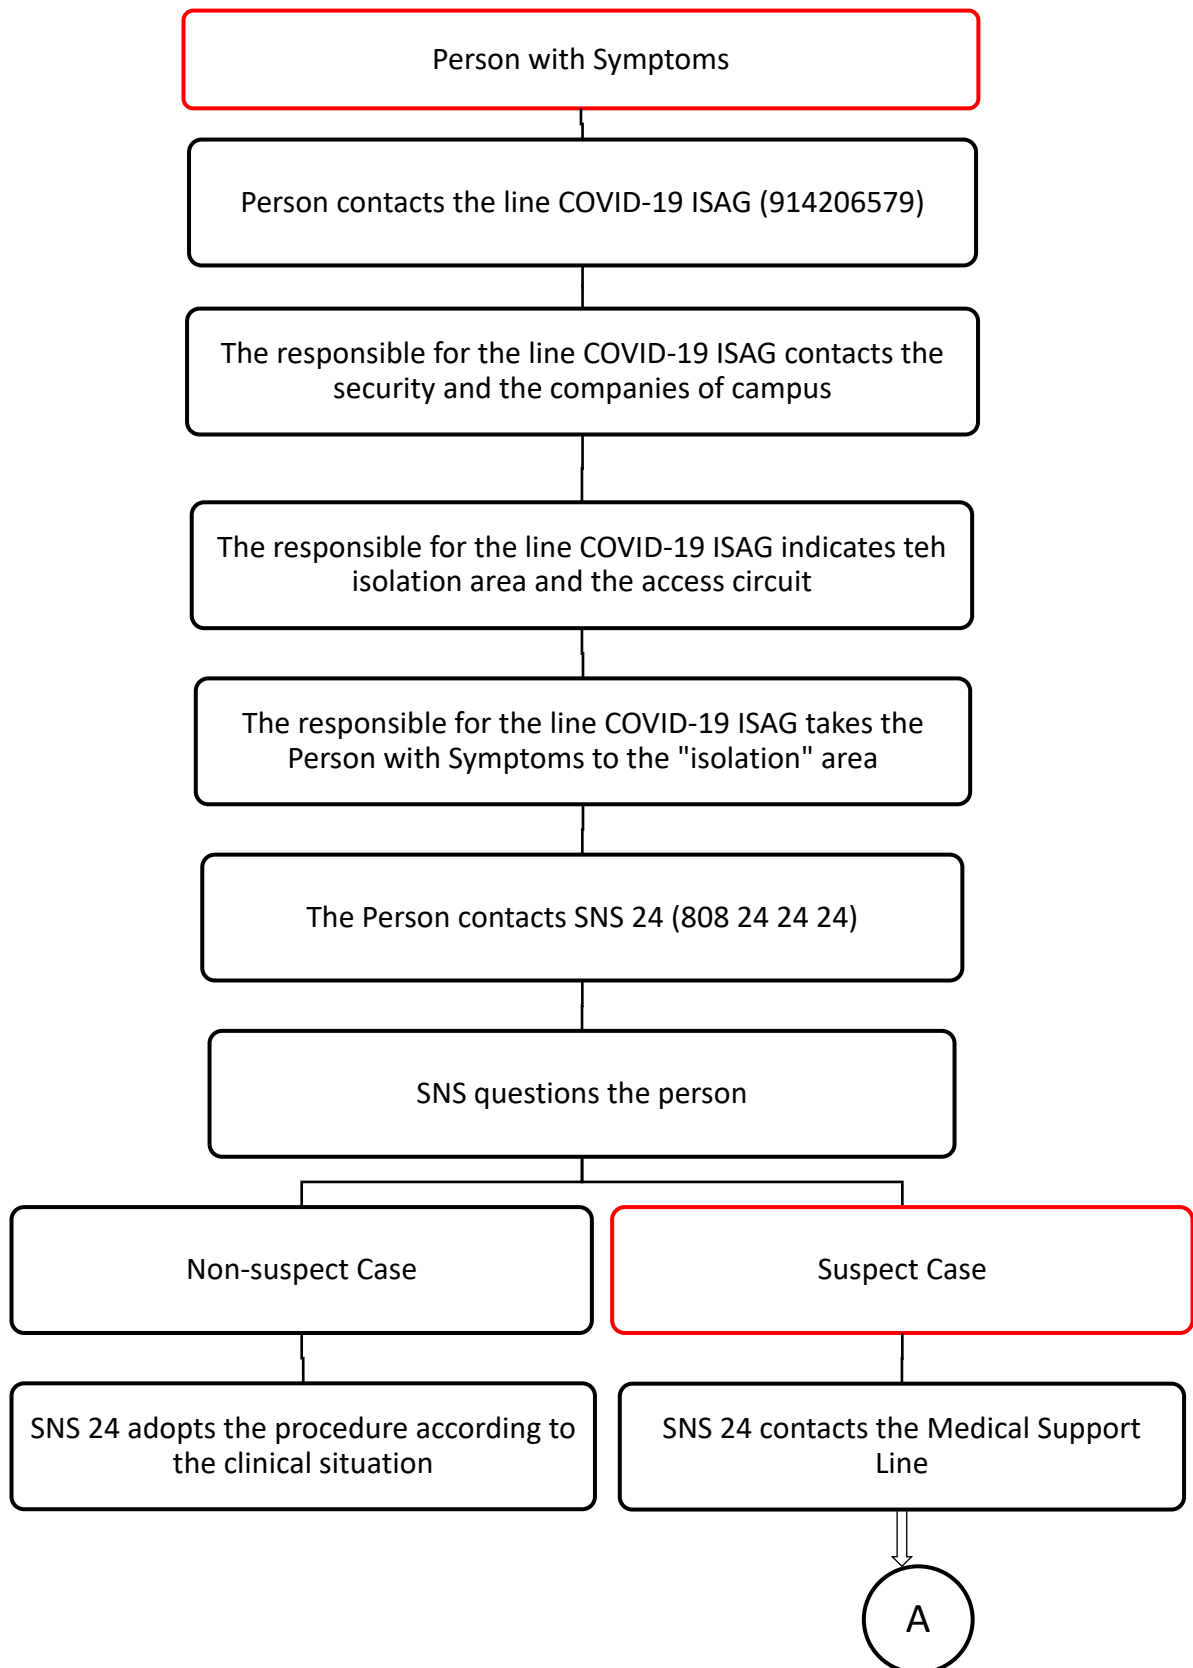 Person with Symptoms
Person contacts the line COVID-19 ISAG (914206579)
The responsible for the line COVID-19 ISAG contacts the
security and the companies of campus
The responsible for the line COVID-19 ISAG indicates teh
isolation area and the access circuit
The responsible for the line COVID-19 ISAG takes the
Person with Symptoms to the "isolation" area
The Person contacts SNS 24 (808 24 24 24)
SNS questions the person
Non-suspect Case
Suspect Case
SNS 24 adopts the procedure according to
the clinical situation
SNS 24 contacts the Medical Support
Line
A